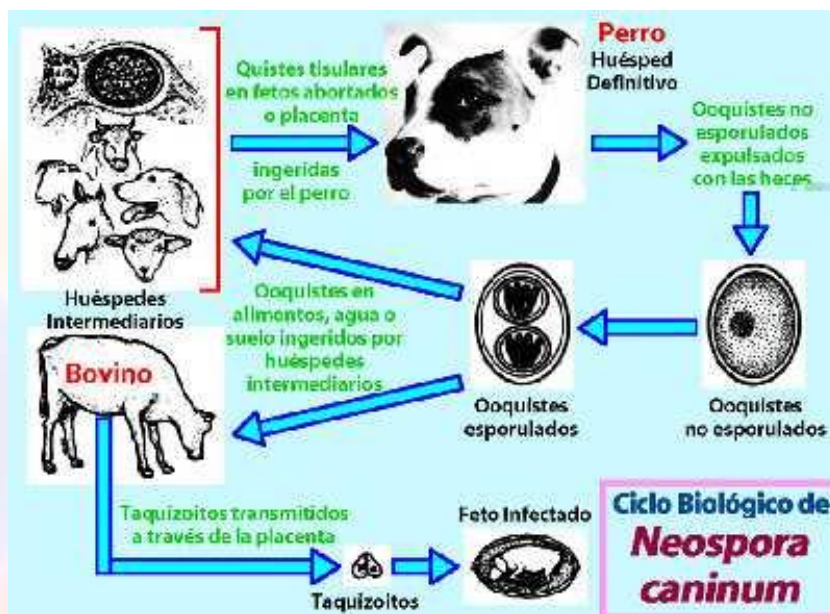 Quistes tisulares
en fetos abortados
o placenta
ingeridas
por el perro
Perro
Huésped
Definitivo
Ooquistes no
esporulados
expulsados
con las heces
Huéspedes
Intermediarios
Ooquistes en
alimentos, agua o
suelo ingeridos por
huéspedes
intermediarios
Ooquistes
esporulados
Ooquistes
no esporulados
Bovino
Taquizoitos transmitidos
a través de la placenta
Taquizoitos
Feto Infectado
Ciclo Biológico de
Neospora
caninum